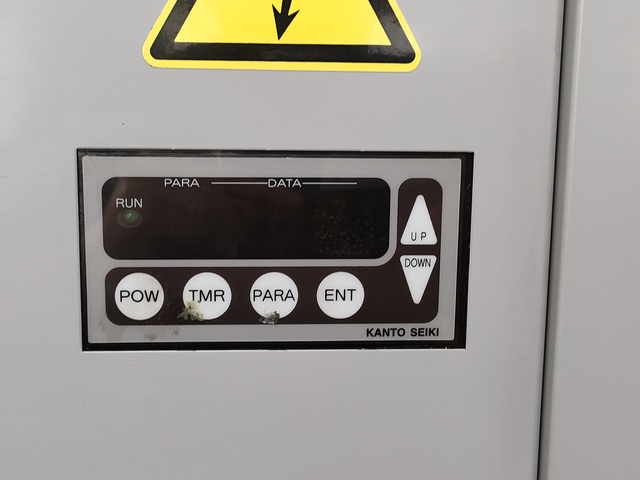 PARA DATA
RUN
UP
DOWN
POW TMR PARA ENT
KANTO SEIKI